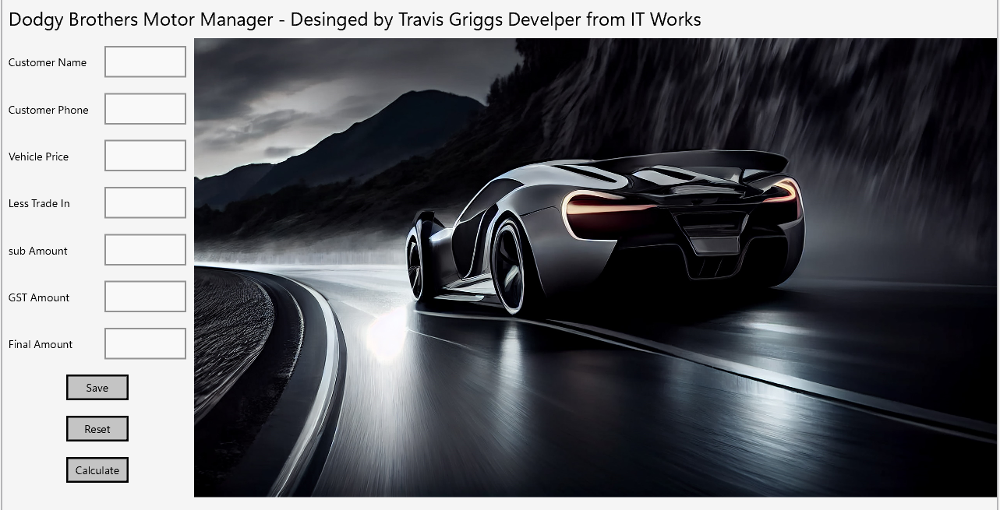 Dodgy Brothers Motor Manager - Desinged by Travis Griggs Develper from IT Works
Customer Name
Customer Phone
Vehicle Price
Less Trade In
sub Amount
GST Amount
Final Amount
Save
Reset
Calculate